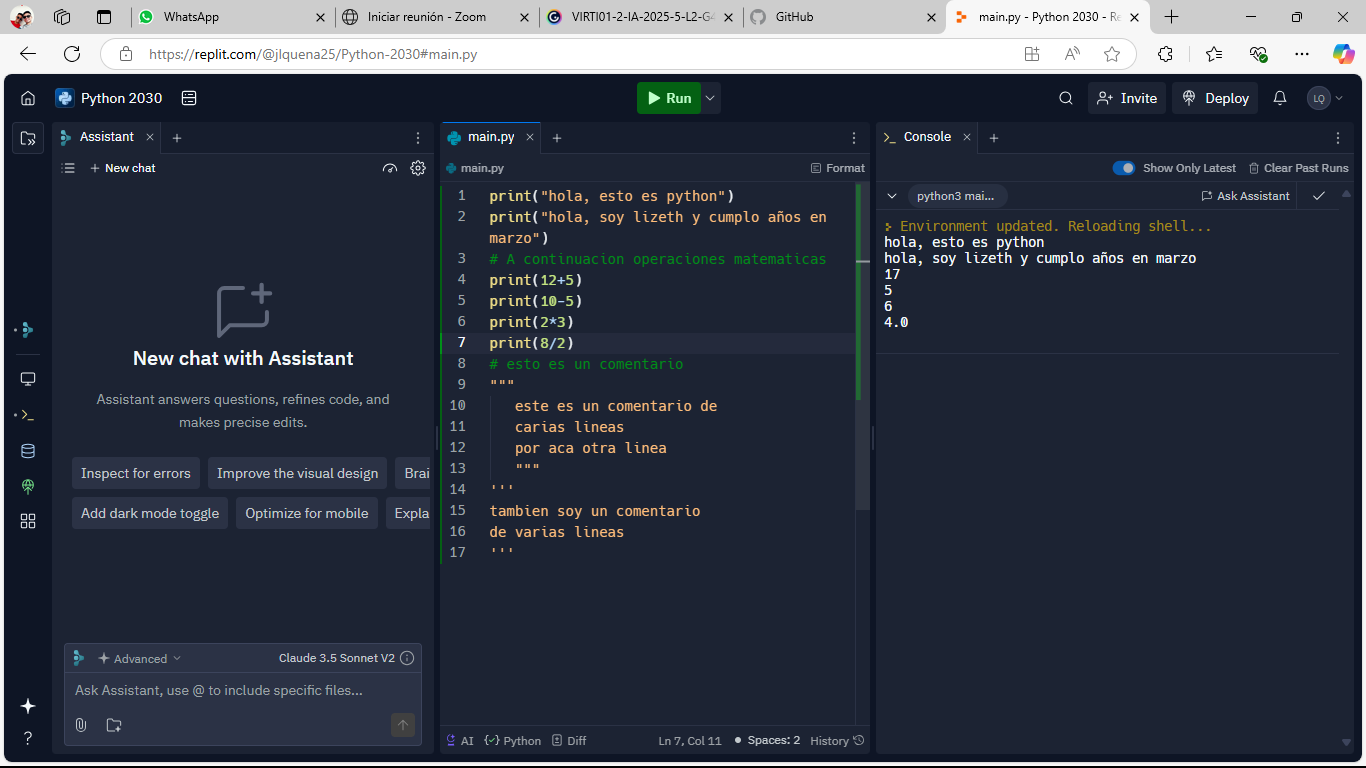 WhatsApp
Iniciar reunión - Zoom
VIRTI01-2-IA-2025-5-L2-G4
GitHub
main.py - Python 2030 - Re
https://replit.com/@jlquena25/Python-2030#main.py
Python 2030
Run
Invite
Deploy
LQ
Assistant
main.py
Console
+ New chat
main.py
Format
Show Only Latest
Clear Past Runs
python3 mai...
Ask Assistant
1 print("hola, esto es python")
2 print("hola, soy lizeth y cumplo años en
marzo")
3 # A continuacion operaciones matematicas
4 print(12+5)
5 print(10-5)
6 print(2*3)
7 print(8/2)
8 # esto es un comentario
9 """
10 este es un comentario de
11 carias lineas
12 por aca otra linea
13 """
14 '''
15 tambien soy un comentario
16 de varias lineas
17 '''
Environment updated. Reloading shell...
hola, esto es python
hola, soy lizeth y cumplo años en marzo
17
5
6
4.0
New chat with Assistant
Assistant answers questions, refines code, and
makes precise edits.
Inspect for errors
Improve the visual design
Brai
Add dark mode toggle
Optimize for mobile
Expla
Advanced
Claude 3.5 Sonnet V2
Ask Assistant, use @ to include specific files...
AI
Python
Diff
Ln 7, Col 11
Spaces: 2
History